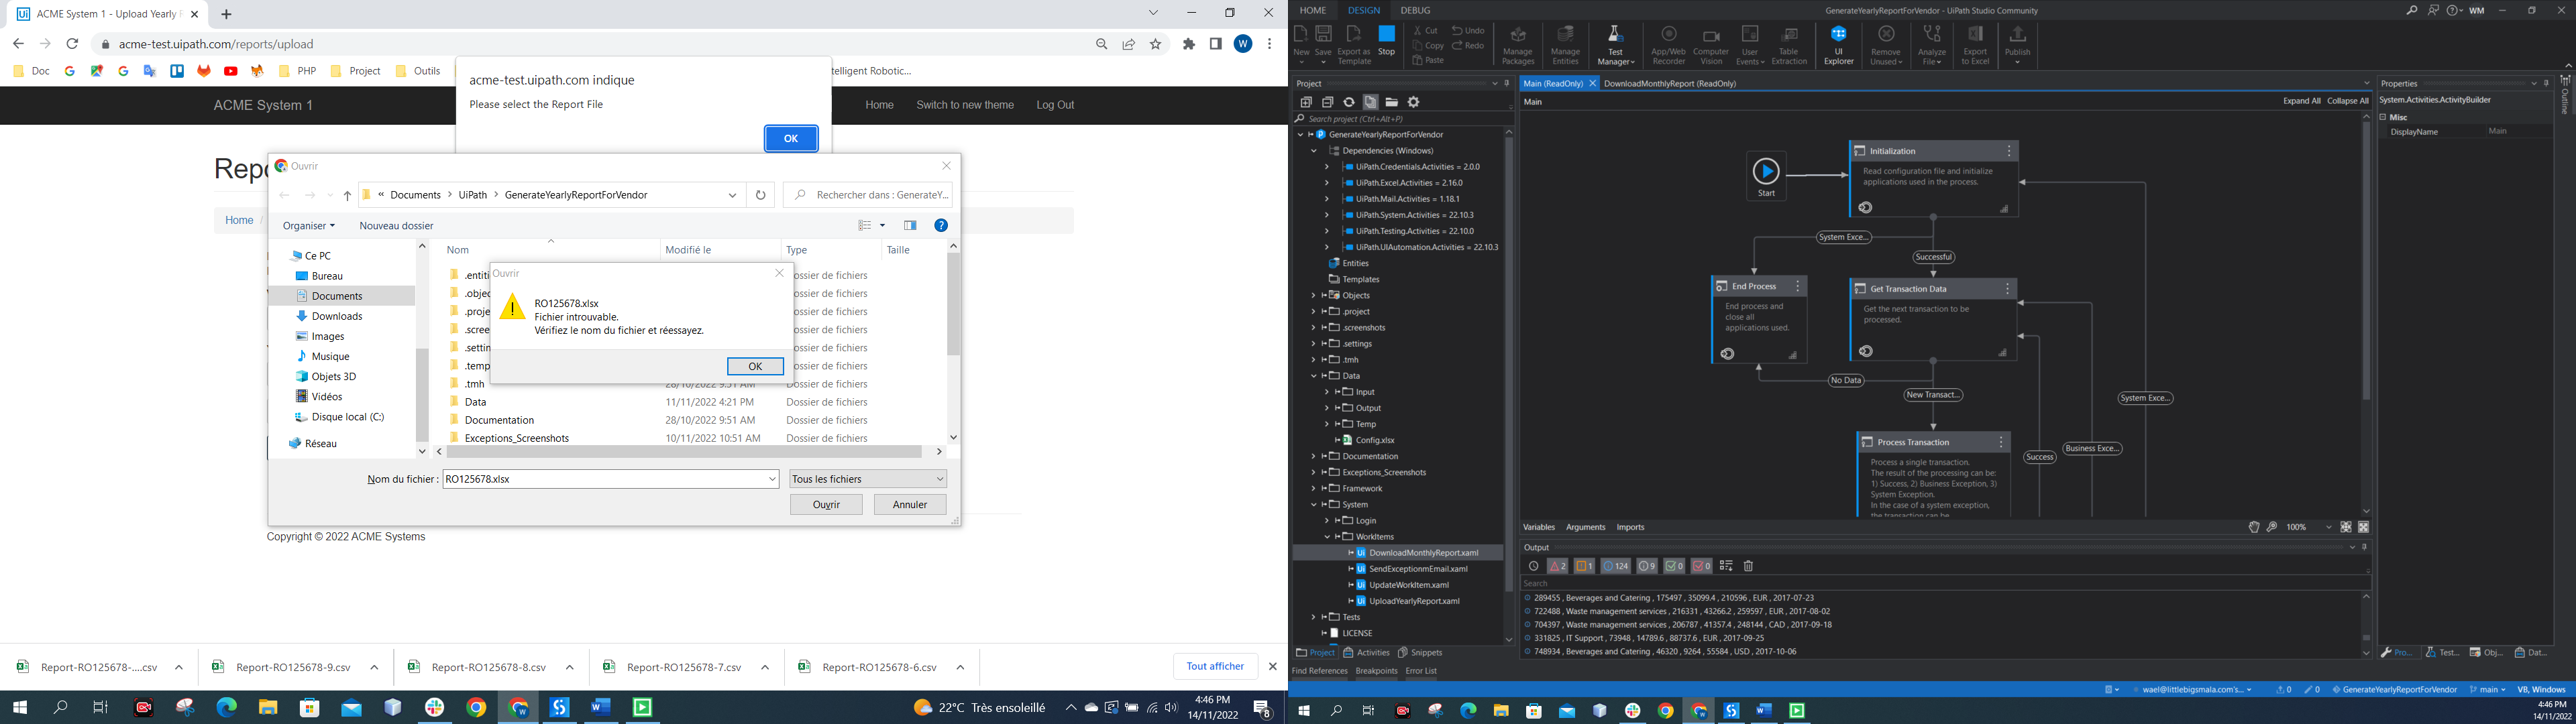 ACME System 1 - Upload Yearly
acme-test.uipath.com/reports/upload
W
Doc
PHP
Project
Outils
telligent Robotic...
acme-test.uipath.com indique
Please select the Report File
OK
ACME System 1
Home
Switch to new theme
Log Out
Repo
Home /
Ouvrir
« Documents > UiPath > GenerateYearlyReportForVendor
Rechercher dans : GenerateY...
Organiser
Nouveau dossier
Ce PC
Bureau
Documents
Downloads
Images
Musique
Objets 3D
Vidéos
Disque local (C:)
Réseau
Nom Modifié le Type Taille
.entiti Dossier de fichiers
.objec Dossier de fichiers
.proje Dossier de fichiers
.scree Dossier de fichiers
.settin Dossier de fichiers
.temp Dossier de fichiers
.tmh 28/10/2022 9:51 AM Dossier de fichiers
Data 11/11/2022 4:21 PM Dossier de fichiers
Documentation 28/10/2022 9:51 AM Dossier de fichiers
Exceptions_Screenshots 10/11/2022 10:51 AM Dossier de fichiers
Ouvrir
RO125678.xlsx
Fichier introuvable.
Vérifiez le nom du fichier et réessayez.
OK
Nom du fichier : RO125678.xlsx
Tous les fichiers
Ouvrir
Annuler
Copyright © 2022 ACME Systems
Report-RO125678-....csv
Report-RO125678-9.csv
Report-RO125678-8.csv
Report-RO125678-7.csv
Report-RO125678-6.csv
Tout afficher
22°C Très ensoleillé
4:46 PM
14/11/2022
8
HOME DESIGN DEBUG
GenerateYearlyReportForVendor - UiPath Studio Community
WM
New
Save
Export as Template
Stop
Cut
Copy
Paste
Undo
Redo
Manage Packages
Manage Entities
Test Manager
App/Web Recorder
Computer Vision
User Events
Table Extraction
UI Explorer
Remove Unused
Analyze File
Export to Excel
Publish
Project
Search project (Ctrl+Alt+P)
GenerateYearlyReportForVendor
Dependencies (Windows)
UiPath.Credentials.Activities = 2.0.0
UiPath.Excel.Activities = 2.16.0
UiPath.Mail.Activities = 1.18.1
UiPath.System.Activities = 22.10.3
UiPath.Testing.Activities = 22.10.0
UiPath.UIAutomation.Activities = 22.10.3
Entities
Templates
Objects
.project
.screenshots
.settings
.tmh
Data
Input
Output
Temp
Config.xlsx
Documentation
Exceptions_Screenshots
Framework
System
Login
WorkItems
DownloadMonthlyReport.xaml
SendExceptionmEmail.xaml
UpdateWorkItem.xaml
UploadYearlyReport.xaml
Tests
LICENSE
Project
Activities
Snippets
Find References Breakpoints Error List
Main (ReadOnly)
DownloadMonthlyReport (ReadOnly)
Main
Expand All Collapse All
Start
Initialization
Read configuration file and initialize
applications used in the process.
System Exce...
Successful
End Process
End process and
close all
applications used.
Get Transaction Data
Get the next transaction to be
processed.
No Data
New Transact...
System Exce...
Process Transaction
Process a single transaction.
The result of the processing can be:
1) Success, 2) Business Exception, 3)
System Exception.
In the case of a system exception,
the transaction can be
Success
Business Exce...
Variables Arguments Imports
100%
Output
2
1
124
9
0
0
Search
289455 , Beverages and Catering , 175497 , 35099.4 , 210596 , EUR , 2017-07-23
722488 , Waste management services , 216331 , 43266.2 , 259597 , EUR , 2017-08-02
704397 , Waste management services , 206787 , 41357.4 , 248144 , CAD , 2017-09-18
331825 , IT Support , 73948 , 14789.6 , 88737.6 , EUR , 2017-09-25
748934 , Beverages and Catering , 46320 , 9264 , 55584 , USD , 2017-10-06
Properties
System.Activities.ActivityBuilder
Misc
DisplayName Main
Outline
Pro...
Test...
Obj...
Dat...
wael@littlebigsmala.com's...
0
0
GenerateYearlyReportForVendor
main
VB, Windows
4:46 PM
14/11/2022